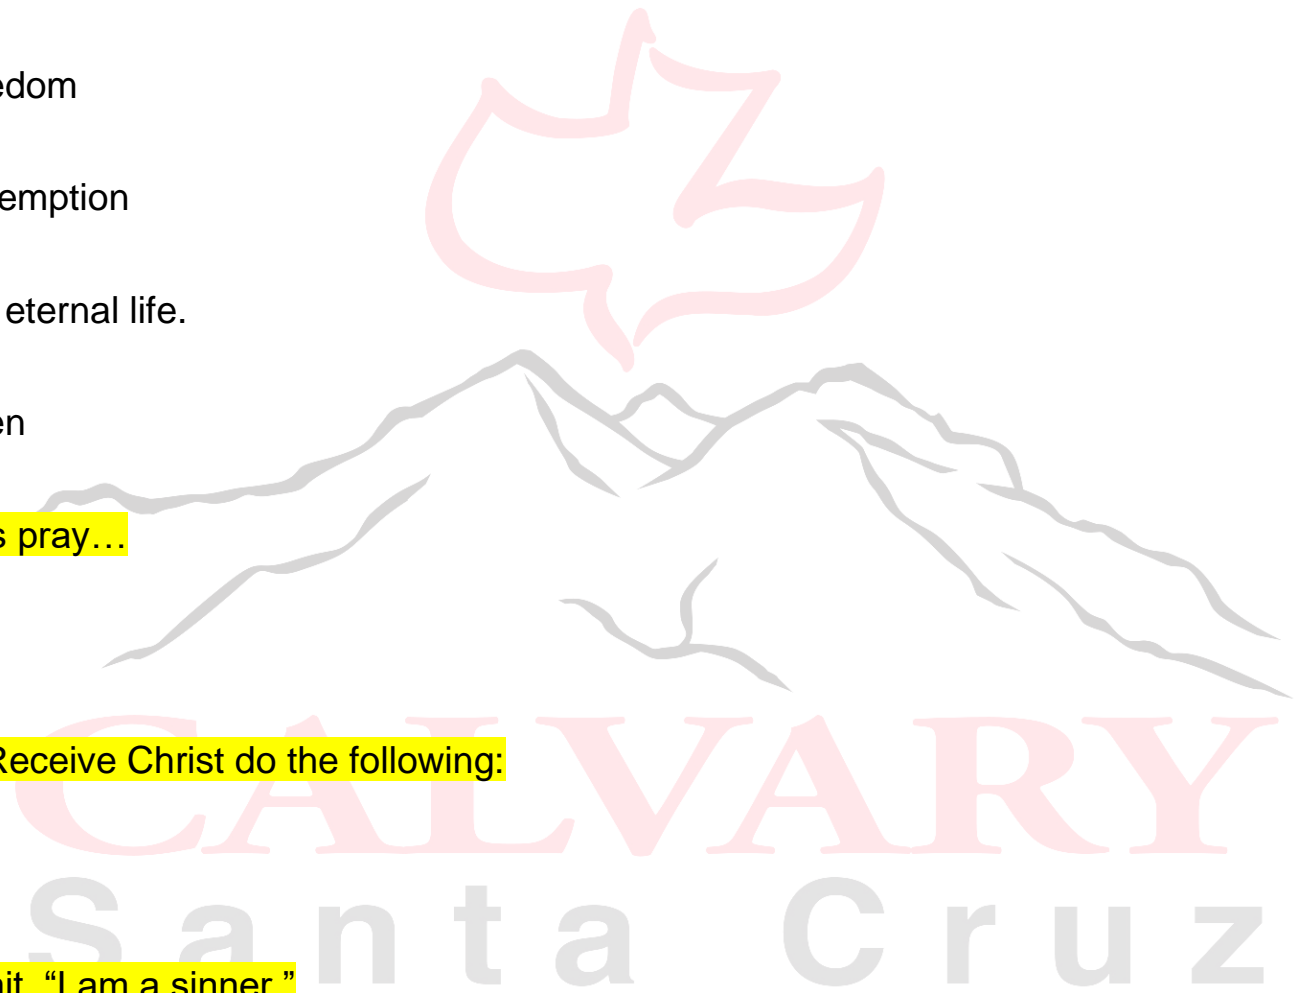 edom
emption
eternal life.
en
s pray…
Receive Christ do the following:
CALVARY
Santa Cruz
it, “I am a sinner.”